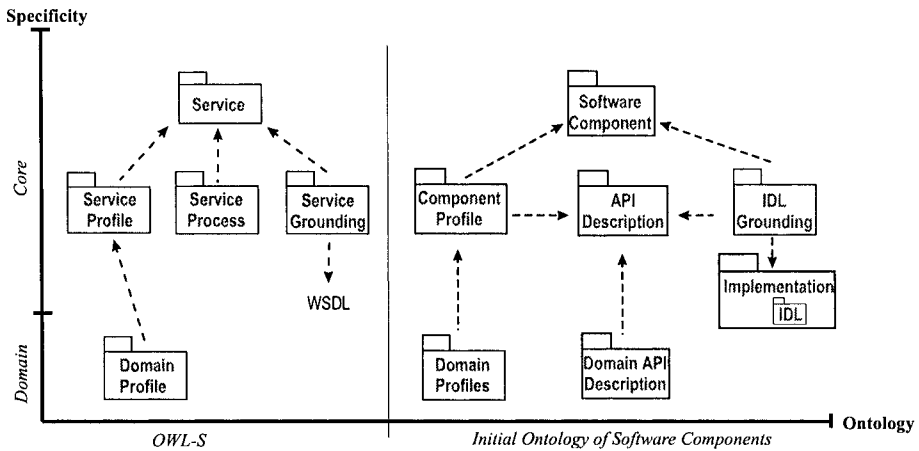 Specificity
Core
Domain
Service
Service
Profile
Service
Process
Service
Grounding
WSDL
Domain
Profile
Software
Component
Component
Profile
API
Description
IDL
Grounding
Implementation
IDL
Domain
Profiles
Domain API
Description
Ontology
OWL-S
Initial Ontology of Software Components